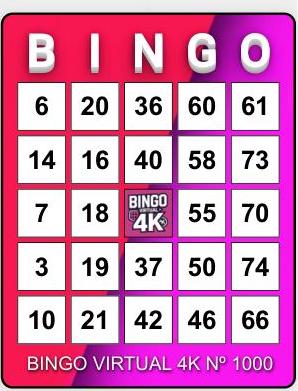 B I N G O
6 20 36 60 61
14 16 40 58 73
7 18 BINGO VIRTUAL 4K 55 70
3 19 37 50 74
10 21 42 46 66
BINGO VIRTUAL 4K Nº 1000